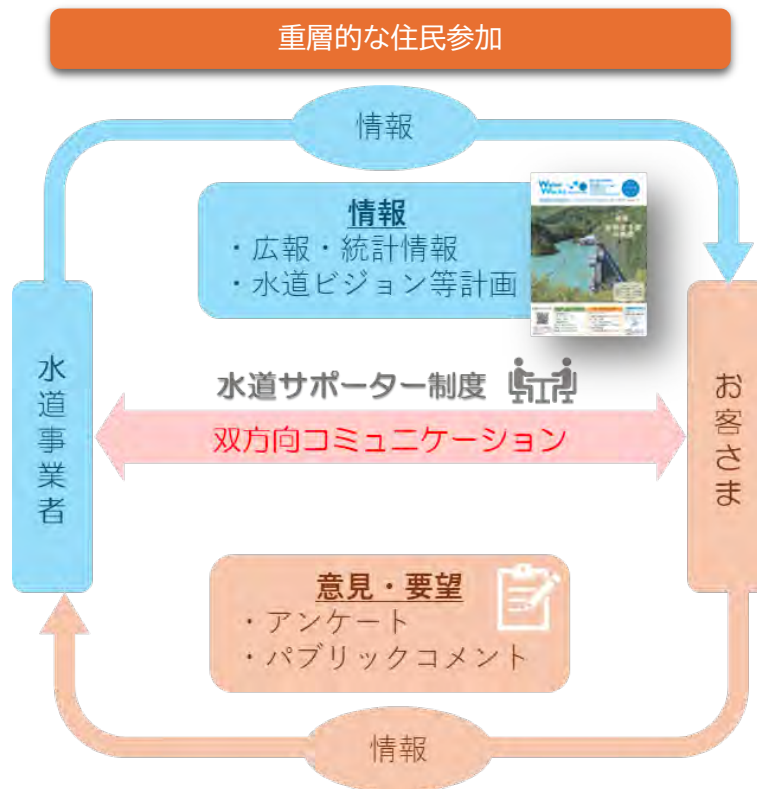 重層的な住民参加
情報
情報
・広報・統計情報
・水道ビジョン等計画
Water
Works
水道事業者
水道サポーター制度
双方向コミュニケーション
お客さま
意見・要望
・アンケート
・パブリックコメント
情報